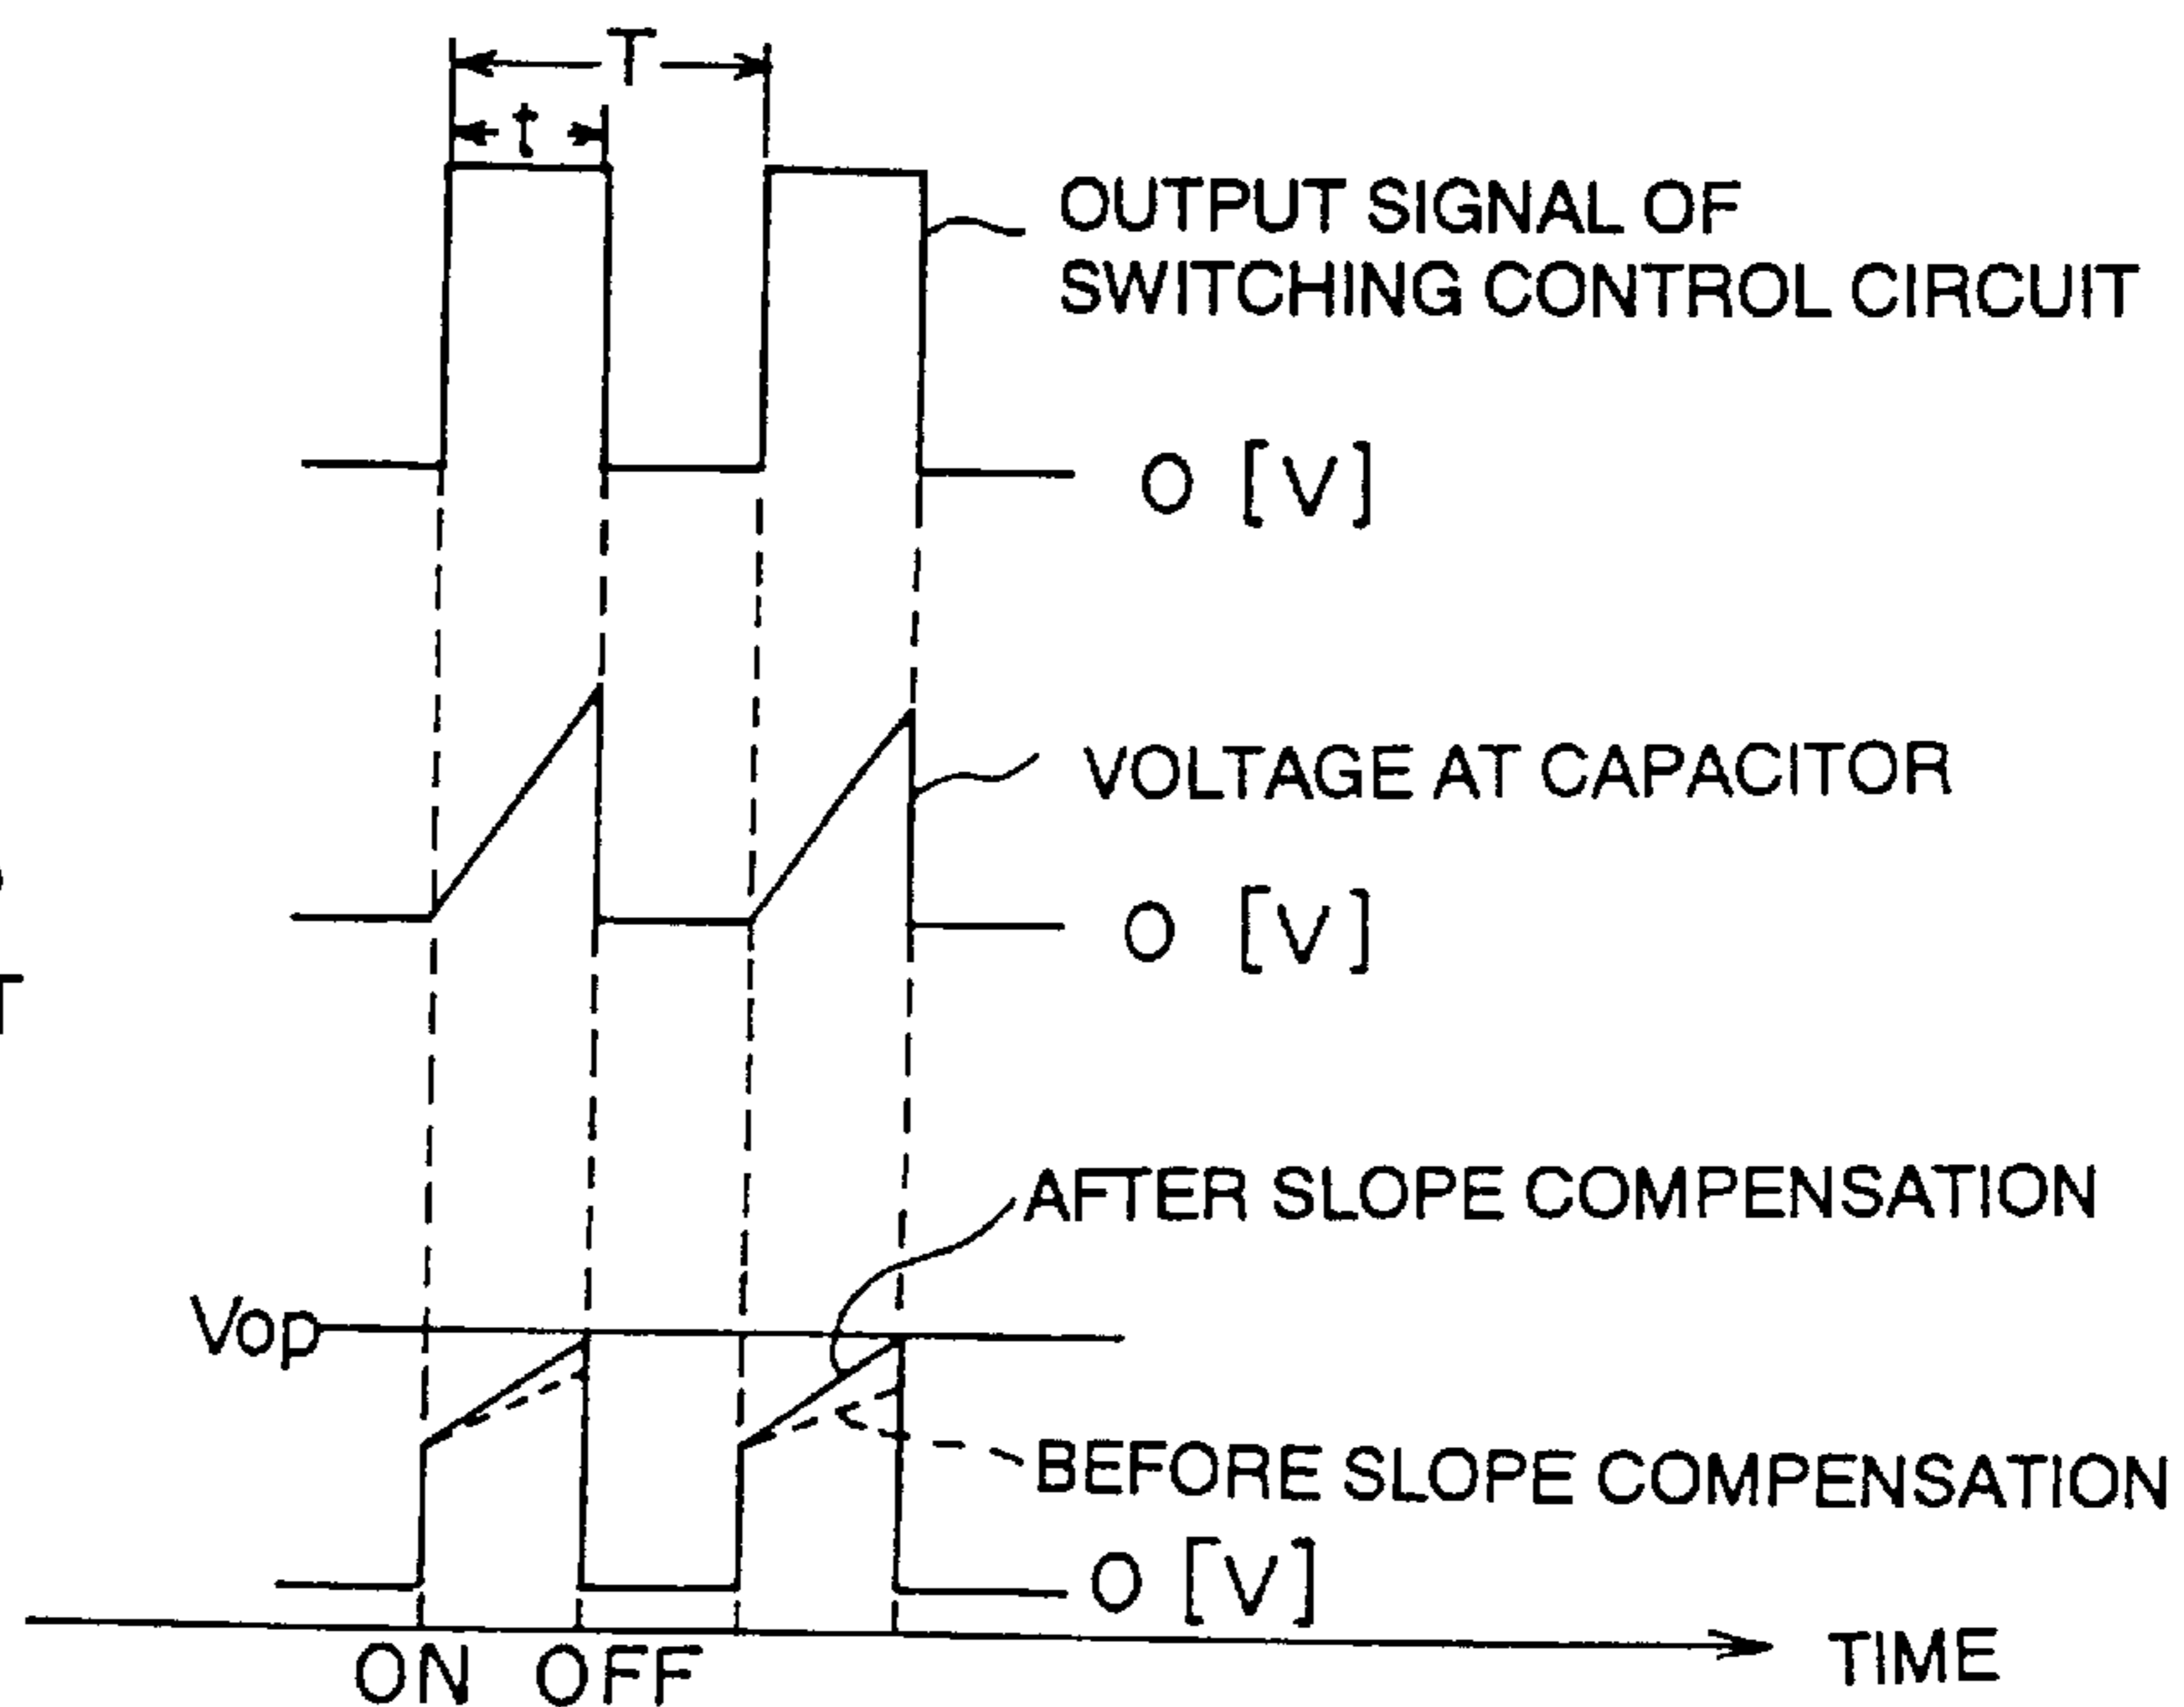 T
t
OUTPUT SIGNAL OF
SWITCHING CONTROL CIRCUIT
0 [V]
VOLTAGE AT CAPACITOR
0 [V]
T
AFTER SLOPE COMPENSATION
Vop
BEFORE SLOPE COMPENSATION
0 [V]
ON OFF
TIME